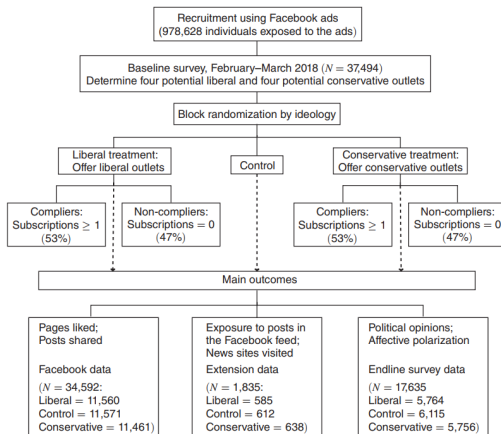 Recruitment using Facebook ads
(978,628 individuals exposed to the ads)
Baseline survey, February–March 2018 (N = 37,494)
Determine four potential liberal and four potential conservative outlets
Block randomization by ideology
Liberal treatment:
Offer liberal outlets
Control
Conservative treatment:
Offer conservative outlets
Compliers:
Subscriptions ≥ 1
(53%)
Non-compliers:
Subscriptions = 0
(47%)
Compliers:
Subscriptions ≥ 1
(53%)
Non-compliers:
Subscriptions = 0
(47%)
Main outcomes
Pages liked;
Posts shared
Facebook data
(N = 34,592:
Liberal = 11,560
Control = 11,571
Conservative = 11,461)
Exposure to posts in
the Facebook feed;
News sites visited
Extension data
(N = 1,835:
Liberal = 585
Control = 612
Conservative = 638)
Political opinions;
Affective polarization
Endline survey data
(N = 17,635
Liberal = 5,764
Control = 6,115
Conservative = 5,756)